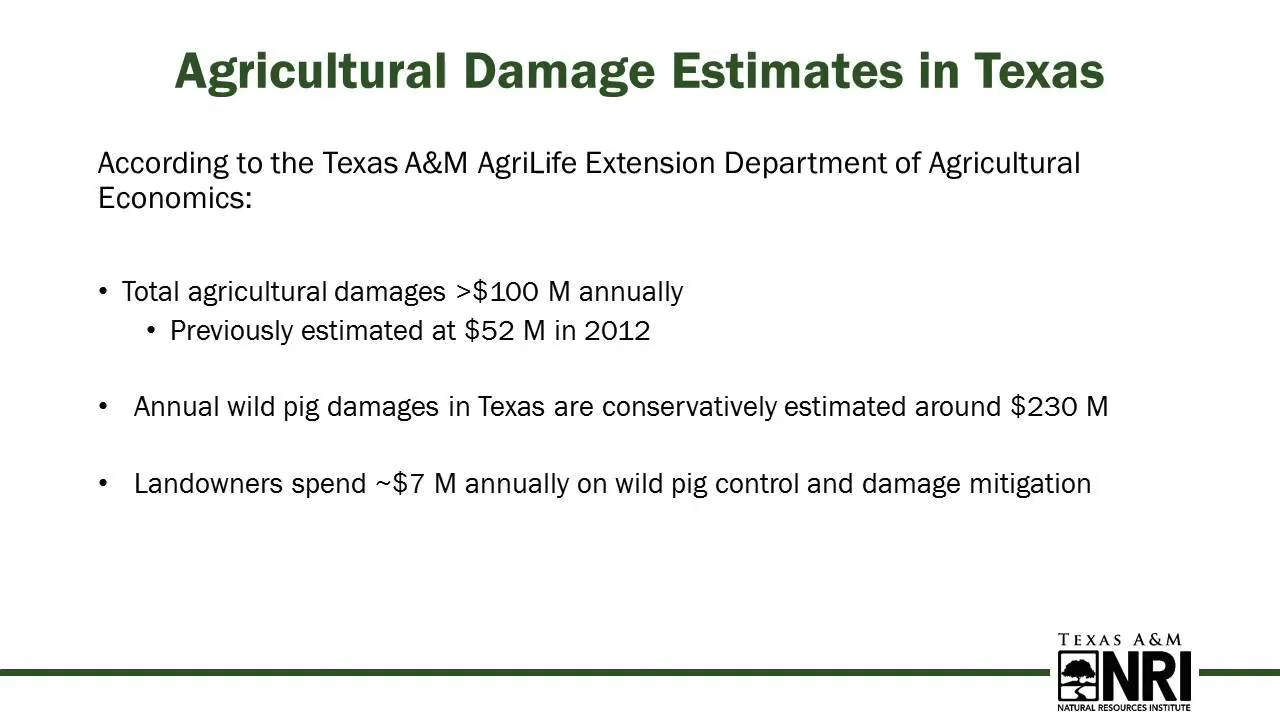 Agricultural Damage Estimates in Texas
According to the Texas A&M AgriLife Extension Department of Agricultural
Economics:
• Total agricultural damages >$100 M annually
• Previously estimated at $52 M in 2012
• Annual wild pig damages in Texas are conservatively estimated around $230 M
• Landowners spend ~$7 M annually on wild pig control and damage mitigation
TEXAS A&M
NRI
NATURAL RESOURCES INSTITUTE